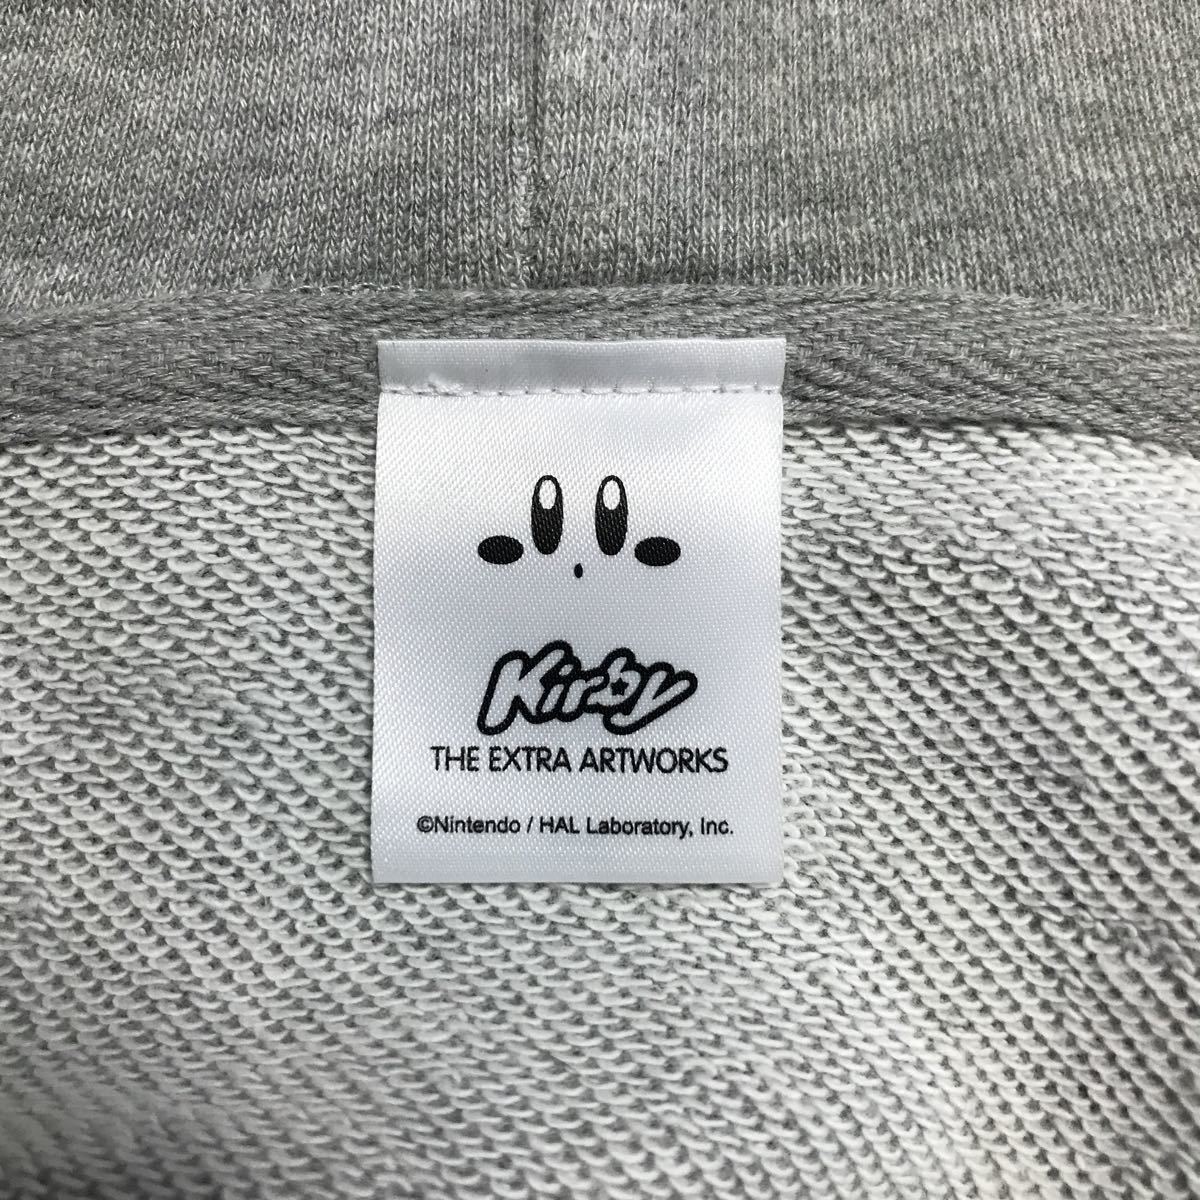 Kirby
THE EXTRA ARTWORKS
©Nintendo / HAL Laboratory, Inc.